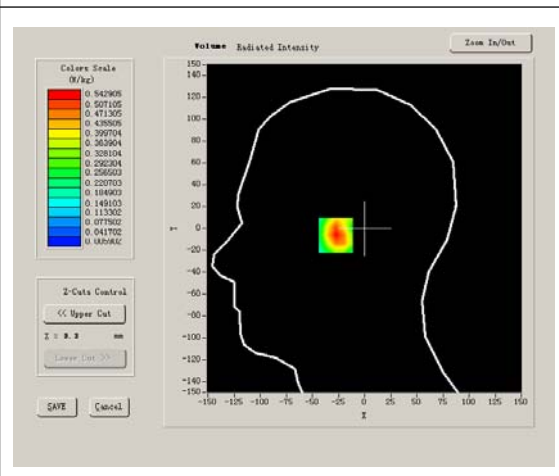 Volume Radiated Intensity
Zoom In/Out
Colors Scale
(W/kg)
0.542905
0.507105
0.471305
0.435505
0.399704
0.363904
0.328104
0.292304
0.256503
0.220703
0.184903
0.149103
0.113302
0.077502
0.041702
0.005902
Z-Cuts Control
<< Upper Cut
mm
Lower Cut >>
SAVE
Cancel
150
140
120
100
80
60
40
20
0
-20
-40
-60
-80
-100
-120
-140
-150
-150 -125 -100 -75 -50 -25 0 25 50 75 100 125 150
X